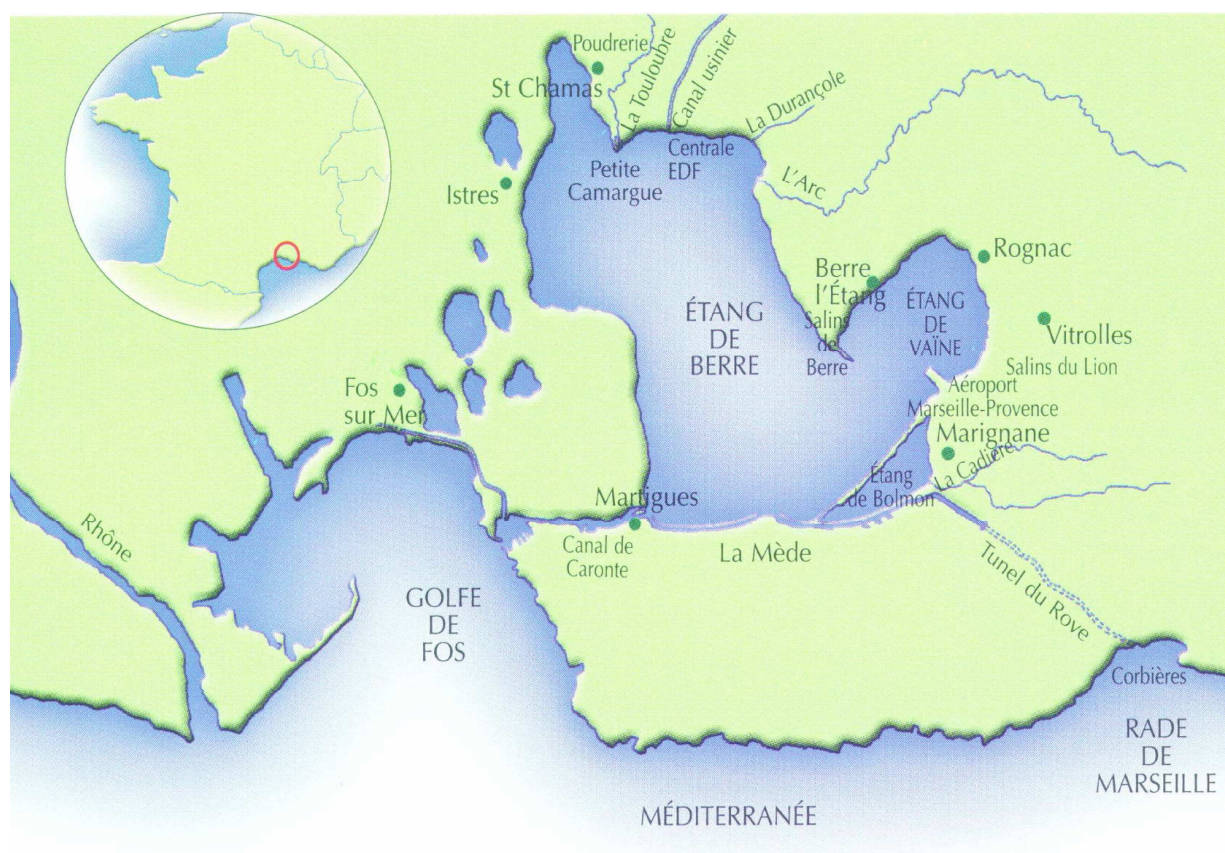 Poudrerie
St Chamas
La Touloubre
Canal usinier
La Durançole
Centrale
EDF
Petite
Camargue
L'Arc
Istres
Rognac
Berre
l'Étang
Salins
de
Berre
ÉTANG
DE
VAÏNE
ÉTANG
DE
BERRE
Vitrolles
Salins du Lion
Fos
sur Mer
Aéroport
Marseille-Provence
Marignane
La Cadière
Étang
de Bolmon
Martigues
Canal de
Caronte
La Mède
Rhône
Tunel du Rove
GOLFE
DE
FOS
Corbières
RADE
DE
MARSEILLE
MÉDITERRANÉE